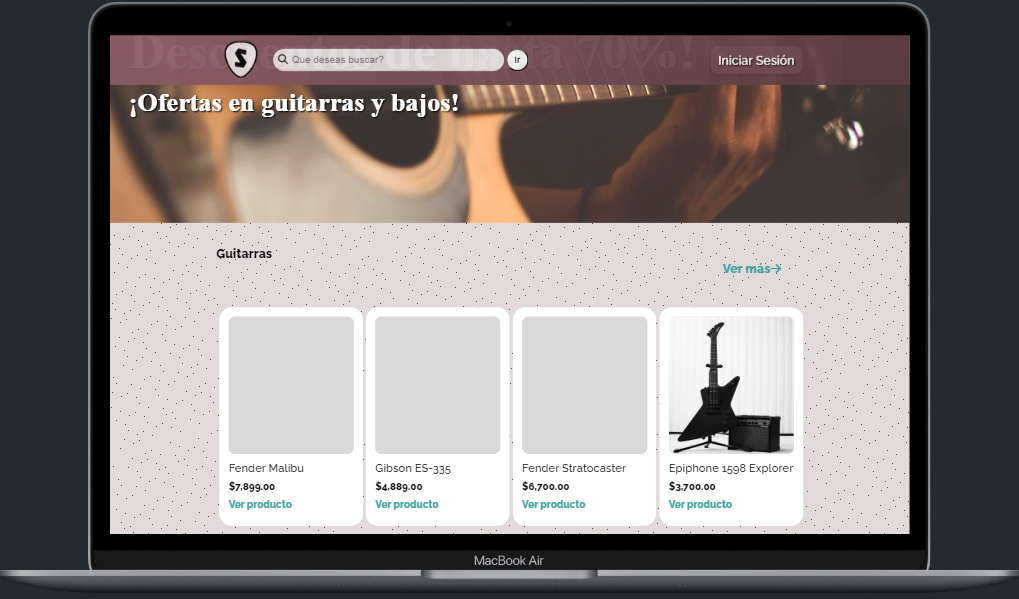 Descuentos de hasta 70%!
S
Que deseas buscar?
Ir
Iniciar Sesión
¡Ofertas en guitarras y bajos!
Guitarras
Ver más→
Fender Malibu
$7,899.00
Ver producto
Gibson ES-335
$4,889.00
Ver producto
Fender Stratocaster
$6,700.00
Ver producto
Epiphone 1598 Explorer
$3,700.00
Ver producto
MacBook Air